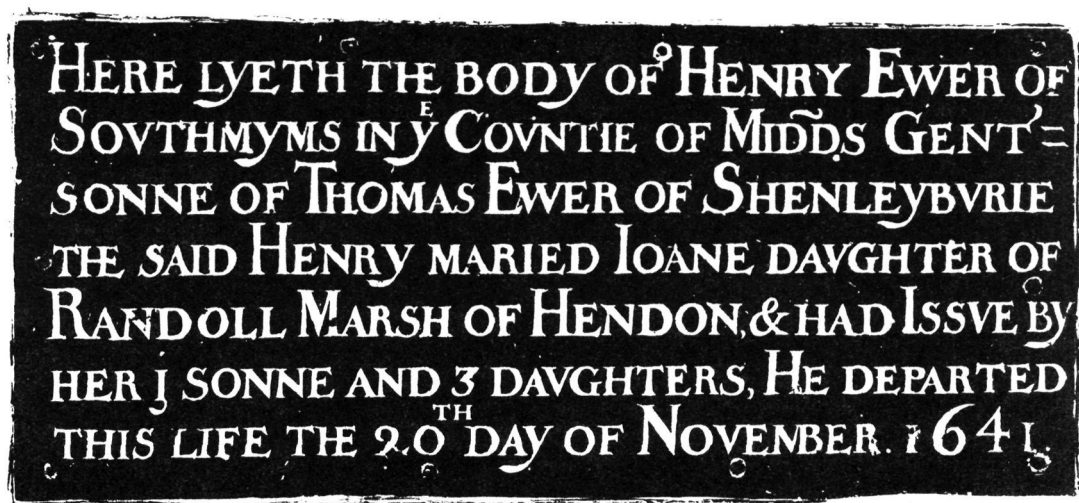 HERE LYETH THE BODY OF HENRY EWER OF
SOVTHMYMS IN Yᴱ COVNTIE OF MIDD̃S GENT'=
SONNE OF THOMAS EWER OF SHENLEYBVRIE
THE SAID HENRY MARIED IOANE DAVGHTER OF
RANDOLL MARSH OF HENDON, & HAD ISSVE BY
HER J SONNE AND 3 DAVGHTERS, HE DEPARTED
THIS LIFE THE 20TH DAY OF NOVEMBER. 1641.